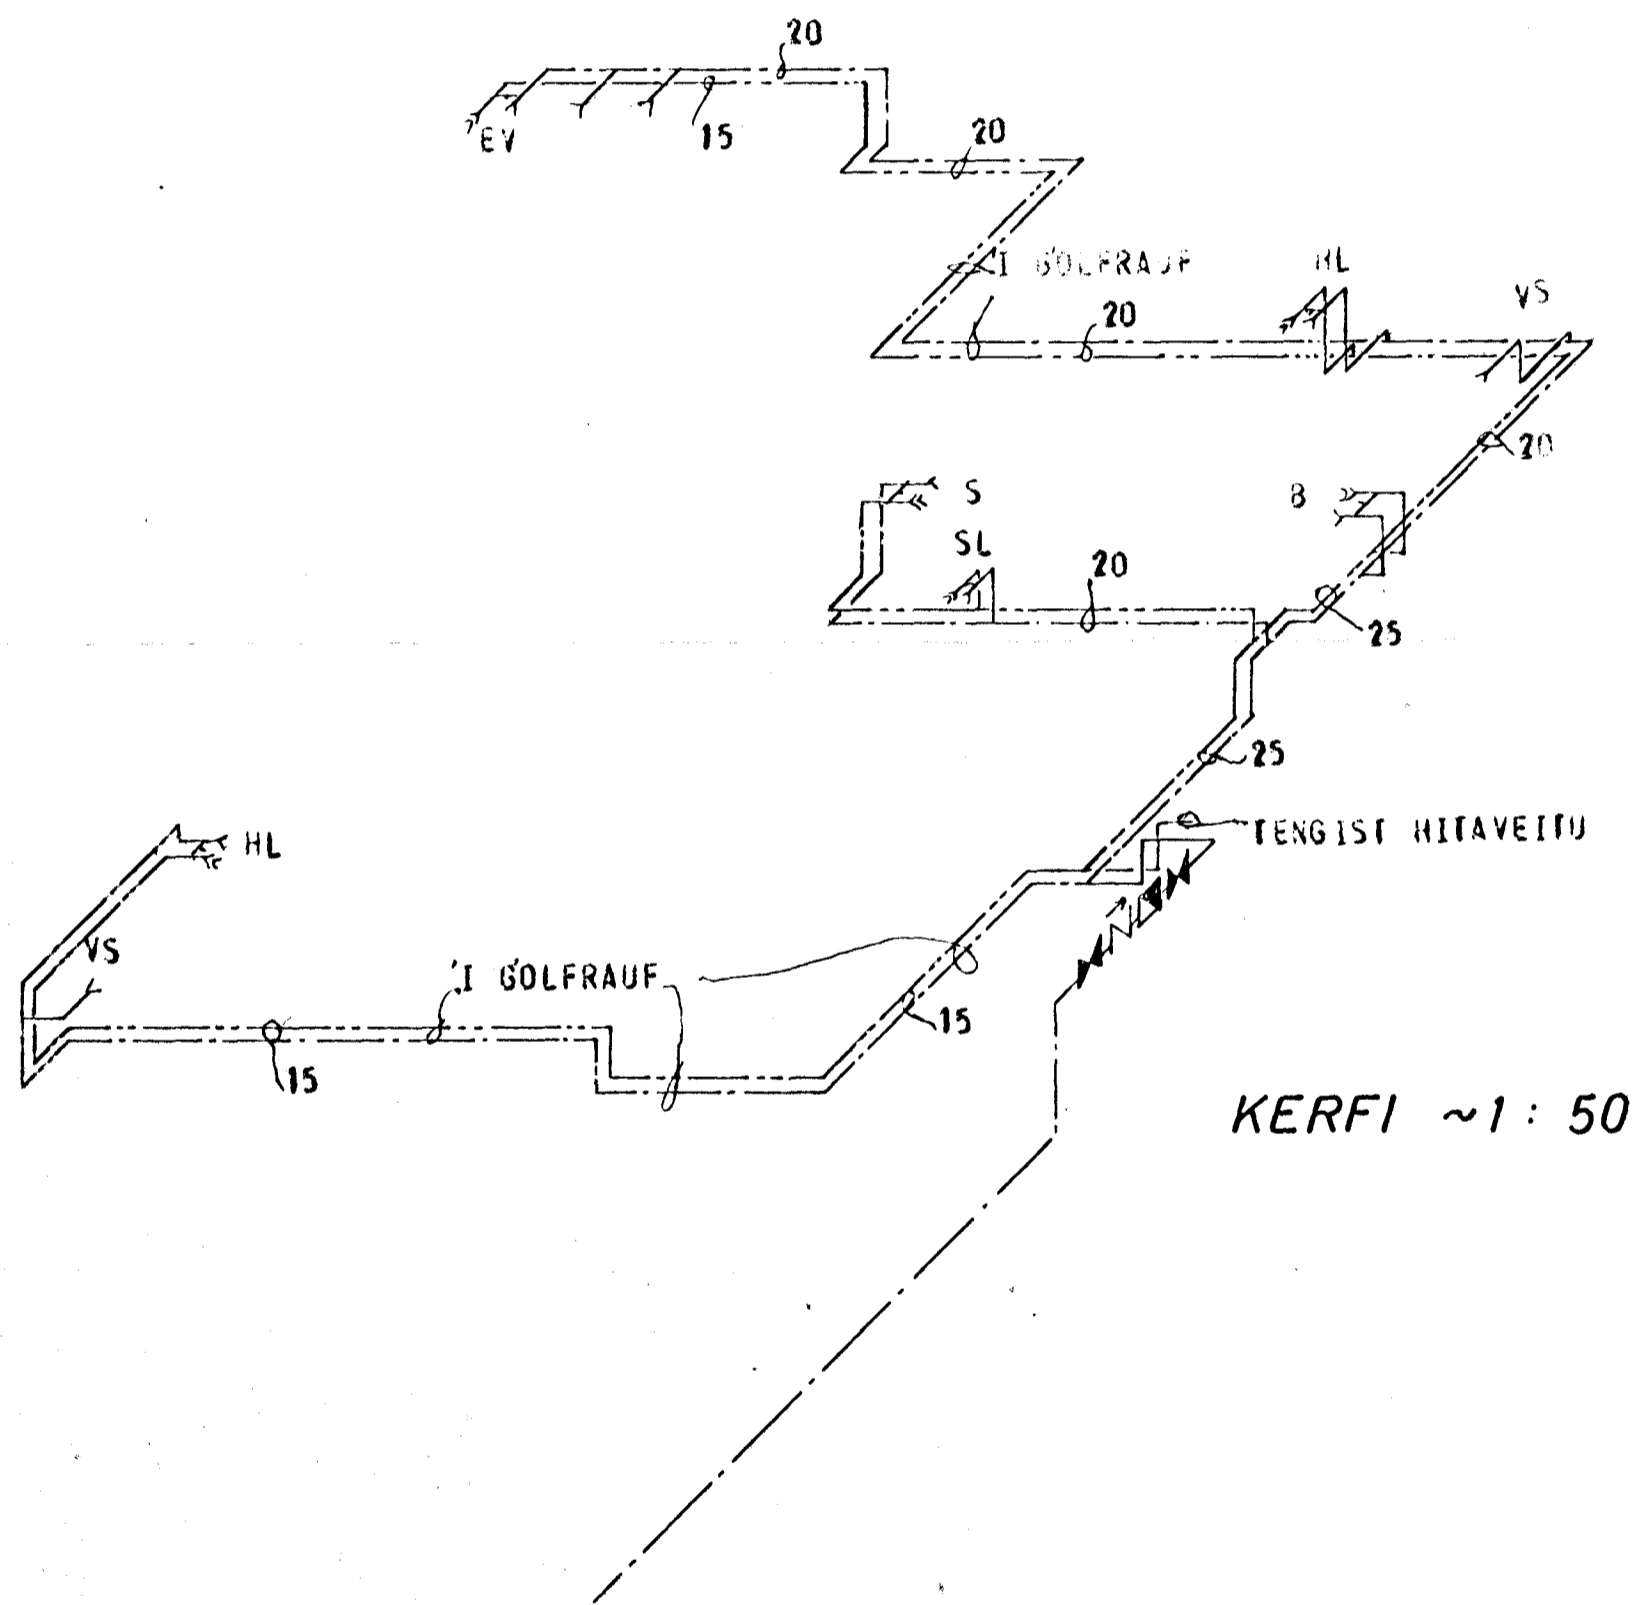 20
EV
15
20
Í GÓLFRAUF
HL
VS
20
20
S
B
SL
20
25
25
TENGIST HITAVEITU
HL
VS
Í GÓLFRAUF
15
15
KERFI ~1 : 50